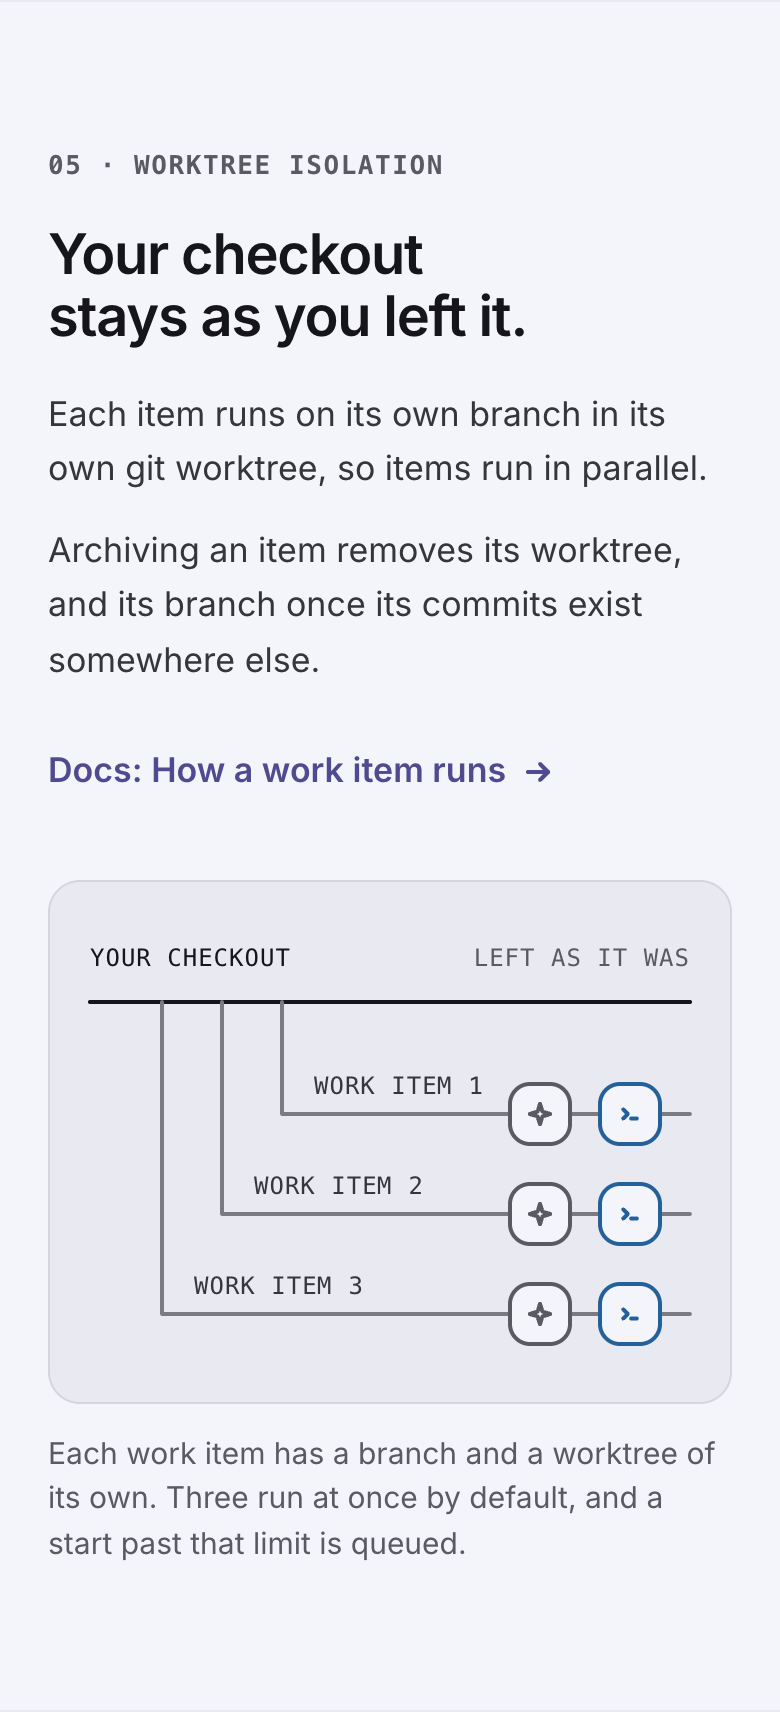 05 · WORKTREE ISOLATION
Your checkout
stays as you left it.
Each item runs on its own branch in its
own git worktree, so items run in parallel.
Archiving an item removes its worktree,
and its branch once its commits exist
somewhere else.
Docs: How a work item runs →
YOUR CHECKOUT LEFT AS IT WAS
WORK ITEM 1
WORK ITEM 2
WORK ITEM 3
Each work item has a branch and a worktree of
its own. Three run at once by default, and a
start past that limit is queued.